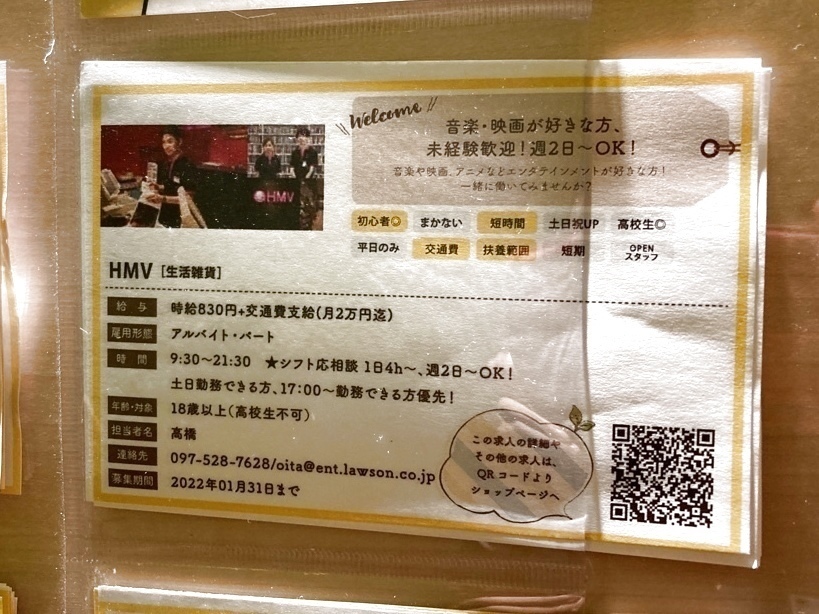 Welcome
音楽・映画が好きな方、
未経験歓迎！週2日～OK！
音楽や映画、アニメなどエンタテインメントが好きな方！
一緒に働いてみませんか？
HMV
初心者◎ まかない 短時間 土日祝UP 高校生◎
平日のみ 交通費 扶養範囲 短期 OPENスタッフ
HMV［生活雑貨］
給与 時給830円+交通費支給(月2万円迄)
雇用形態 アルバイト・パート
時間 9:30～21:30 ★シフト応相談 1日4h～、週2日～OK！
土日勤務できる方、17:00～勤務できる方優先！
年齢・対象 18歳以上(高校生不可)
担当者名 高橋
連絡先 097-528-7628/oita@ent.lawson.co.jp
募集期間 2022年01月31日まで
この求人の詳細や
その他の求人は、
QRコードより
ショップページへ